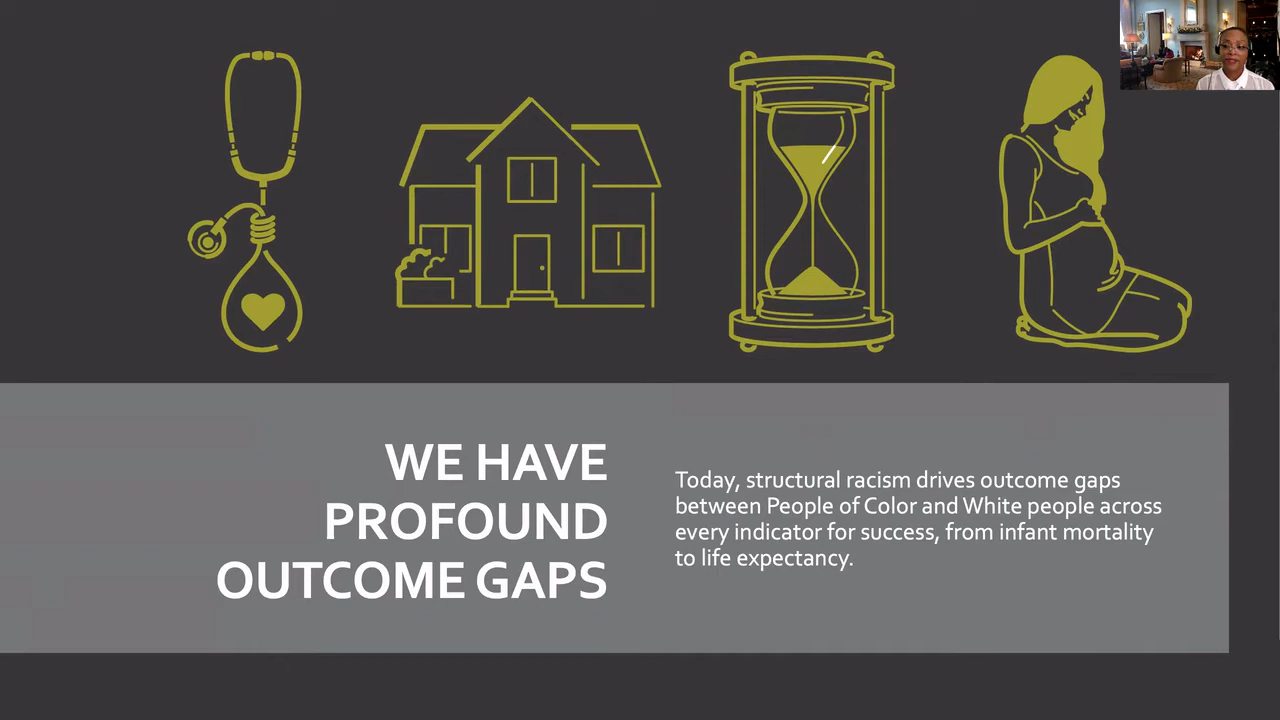 WE HAVE
PROFOUND
OUTCOME GAPS
Today, structural racism drives outcome gaps
between People of Color and White people across
every indicator for success, from infant mortality
to life expectancy.